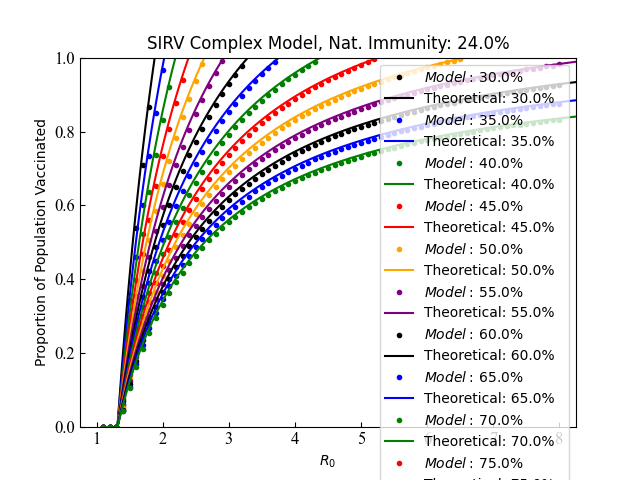 SIRV Complex Model, Nat. Immunity: 24.0%
Proportion of Population Vaccinated
1.0
0.8
0.6
0.4
0.2
0.0
1 2 3 4 5 8
R0
Model : 30.0%
Theoretical: 30.0%
Model : 35.0%
Theoretical: 35.0%
Model : 40.0%
Theoretical: 40.0%
Model : 45.0%
Theoretical: 45.0%
Model : 50.0%
Theoretical: 50.0%
Model : 55.0%
Theoretical: 55.0%
Model : 60.0%
Theoretical: 60.0%
Model : 65.0%
Theoretical: 65.0%
Model : 70.0%
Theoretical: 70.0%
Model : 75.0%